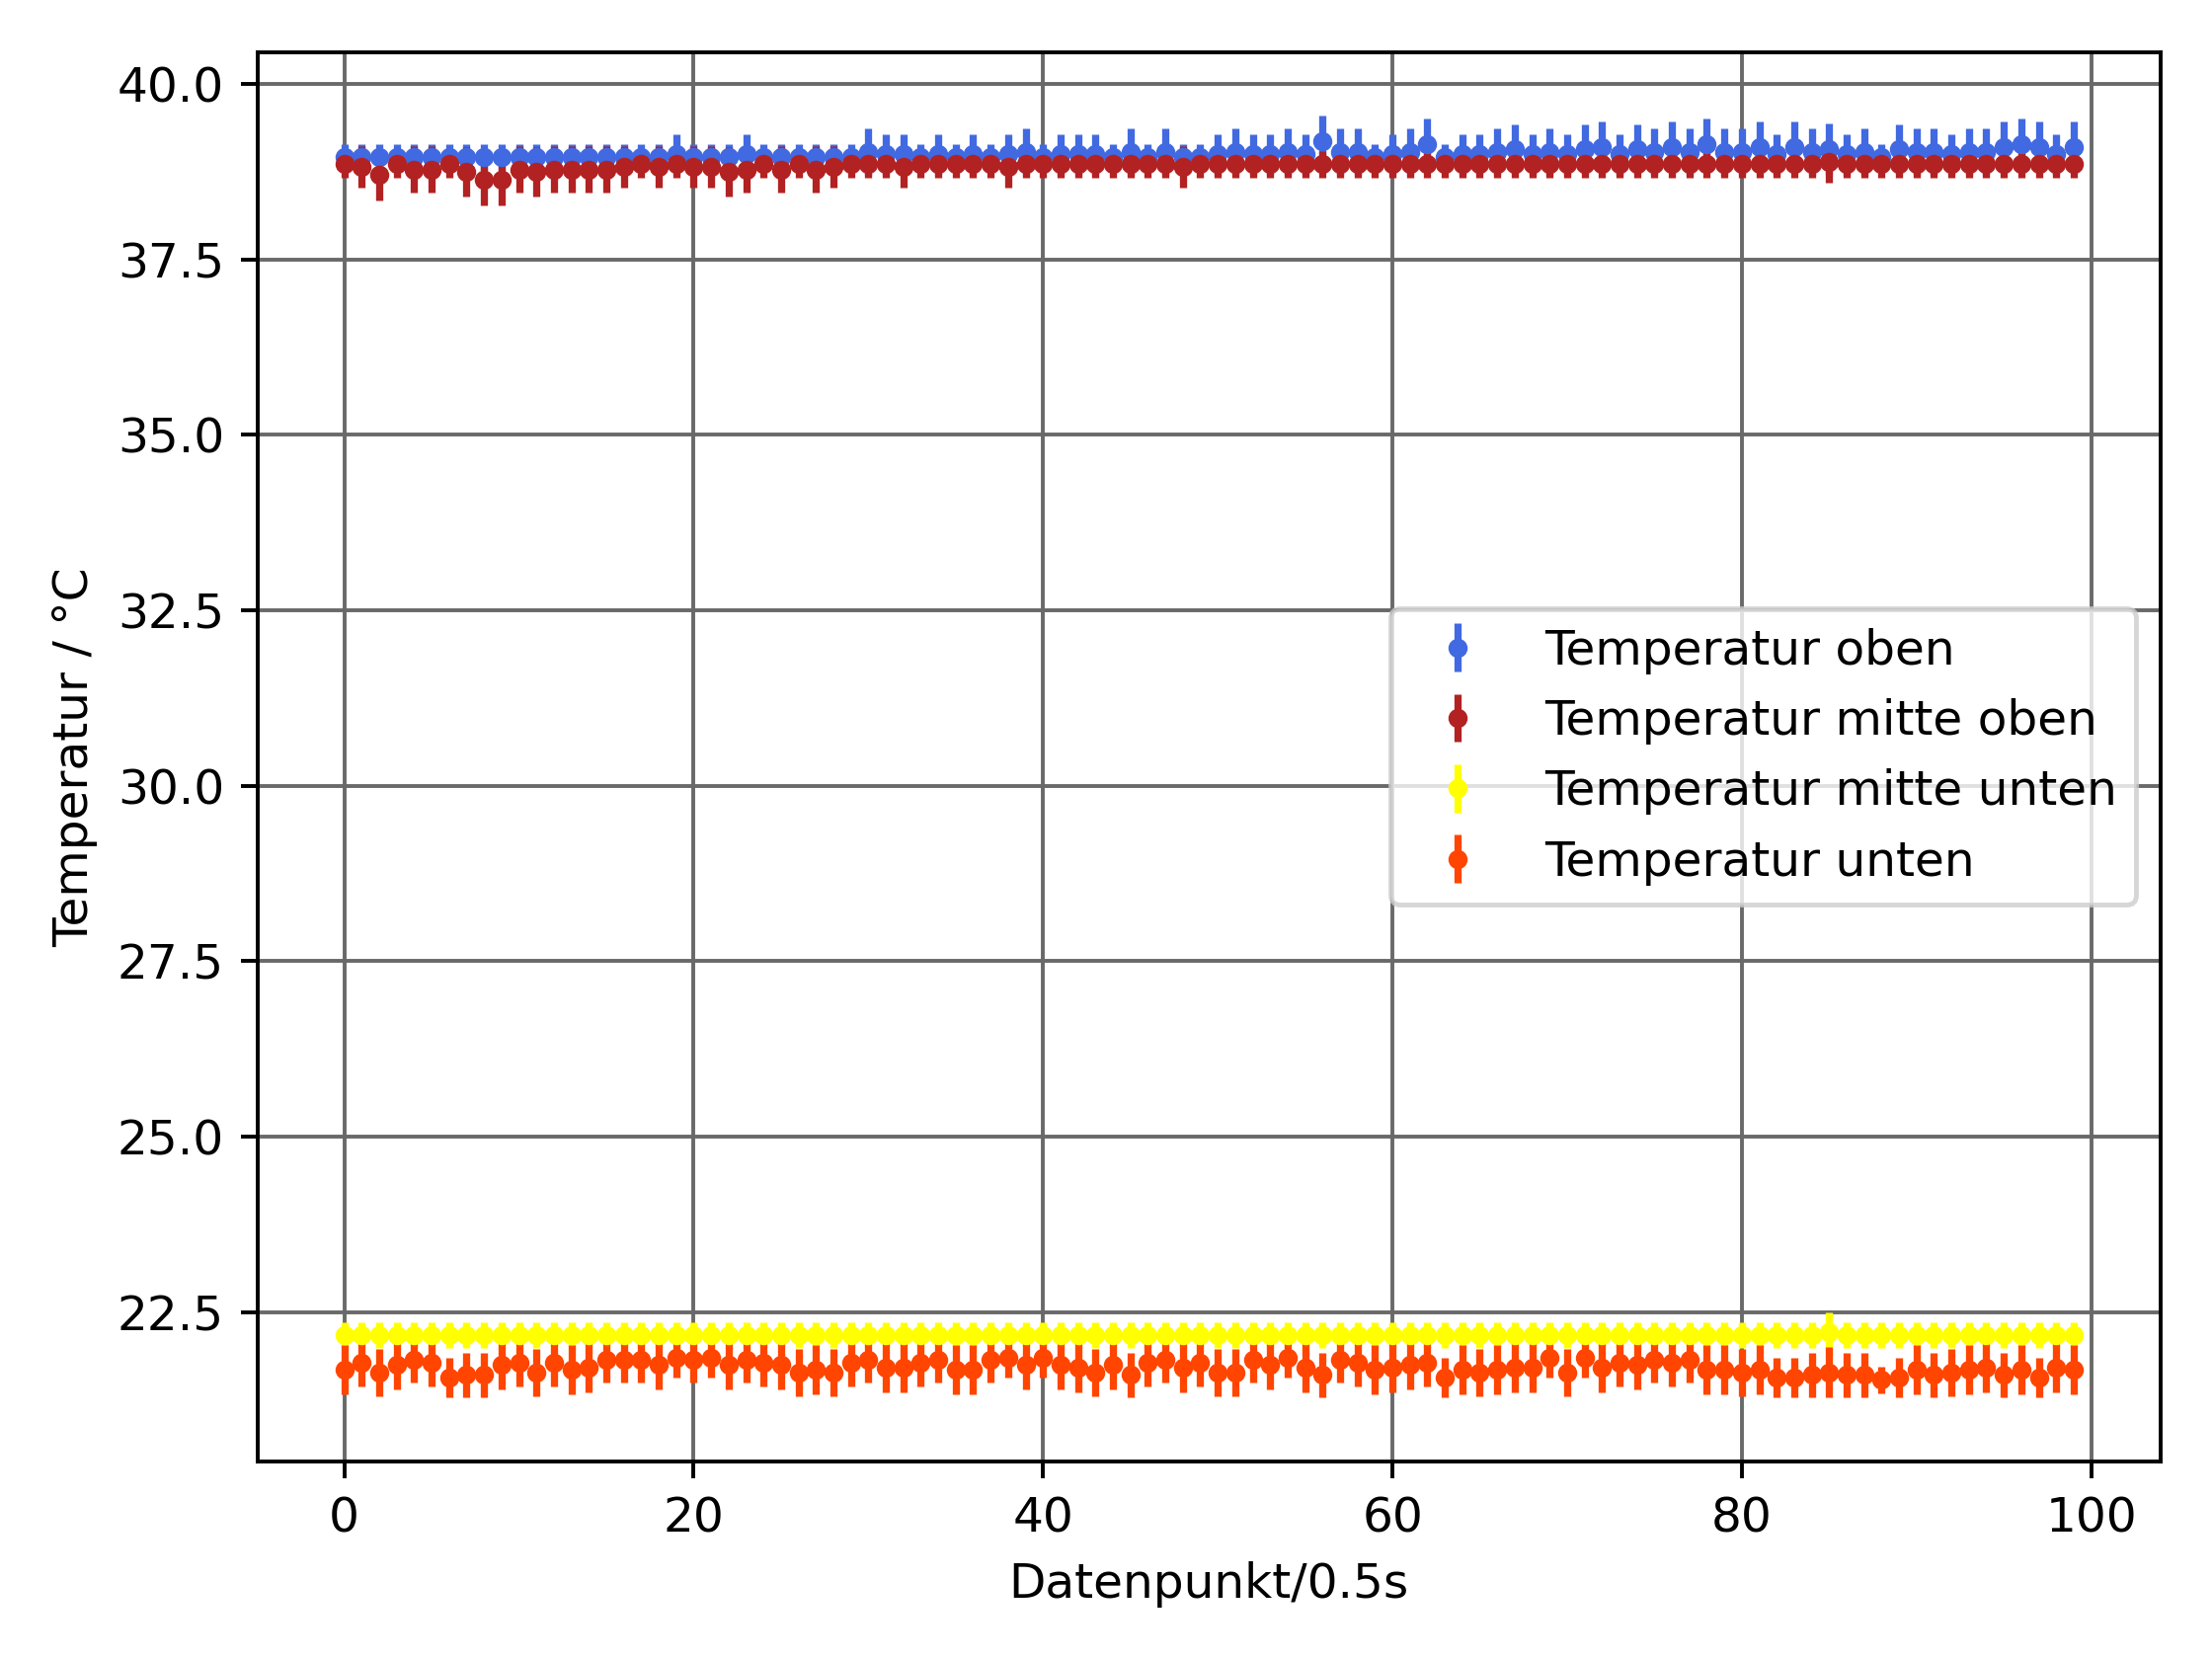 40.0
37.5
35.0
32.5
30.0
27.5
25.0
22.5
Temperatur / °C
Temperatur oben
Temperatur mitte oben
Temperatur mitte unten
Temperatur unten
0 20 40 60 80 100
Datenpunkt/0.5s